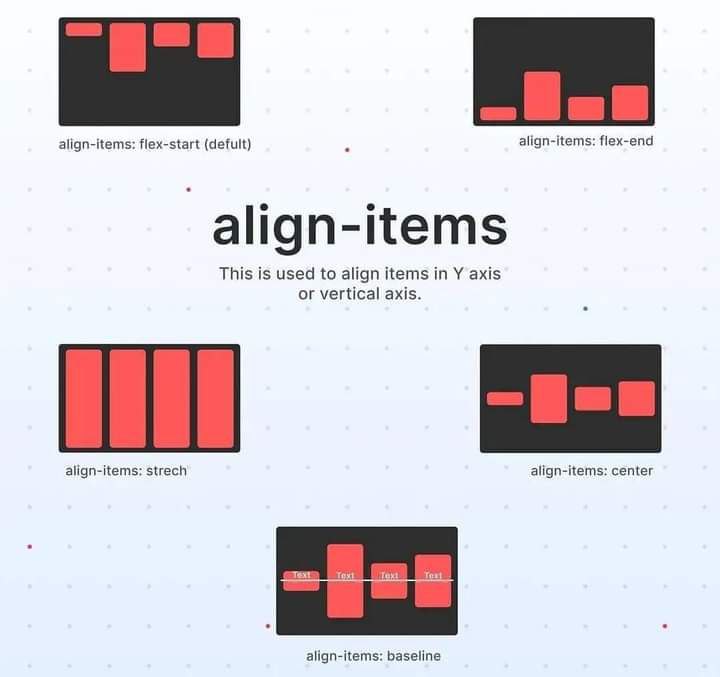 align-items: flex-start (defult)
align-items: flex-end
align-items
This is used to align items in Y axis
or vertical axis.
align-items: strech
align-items: center
Text Text Text Text
align-items: baseline